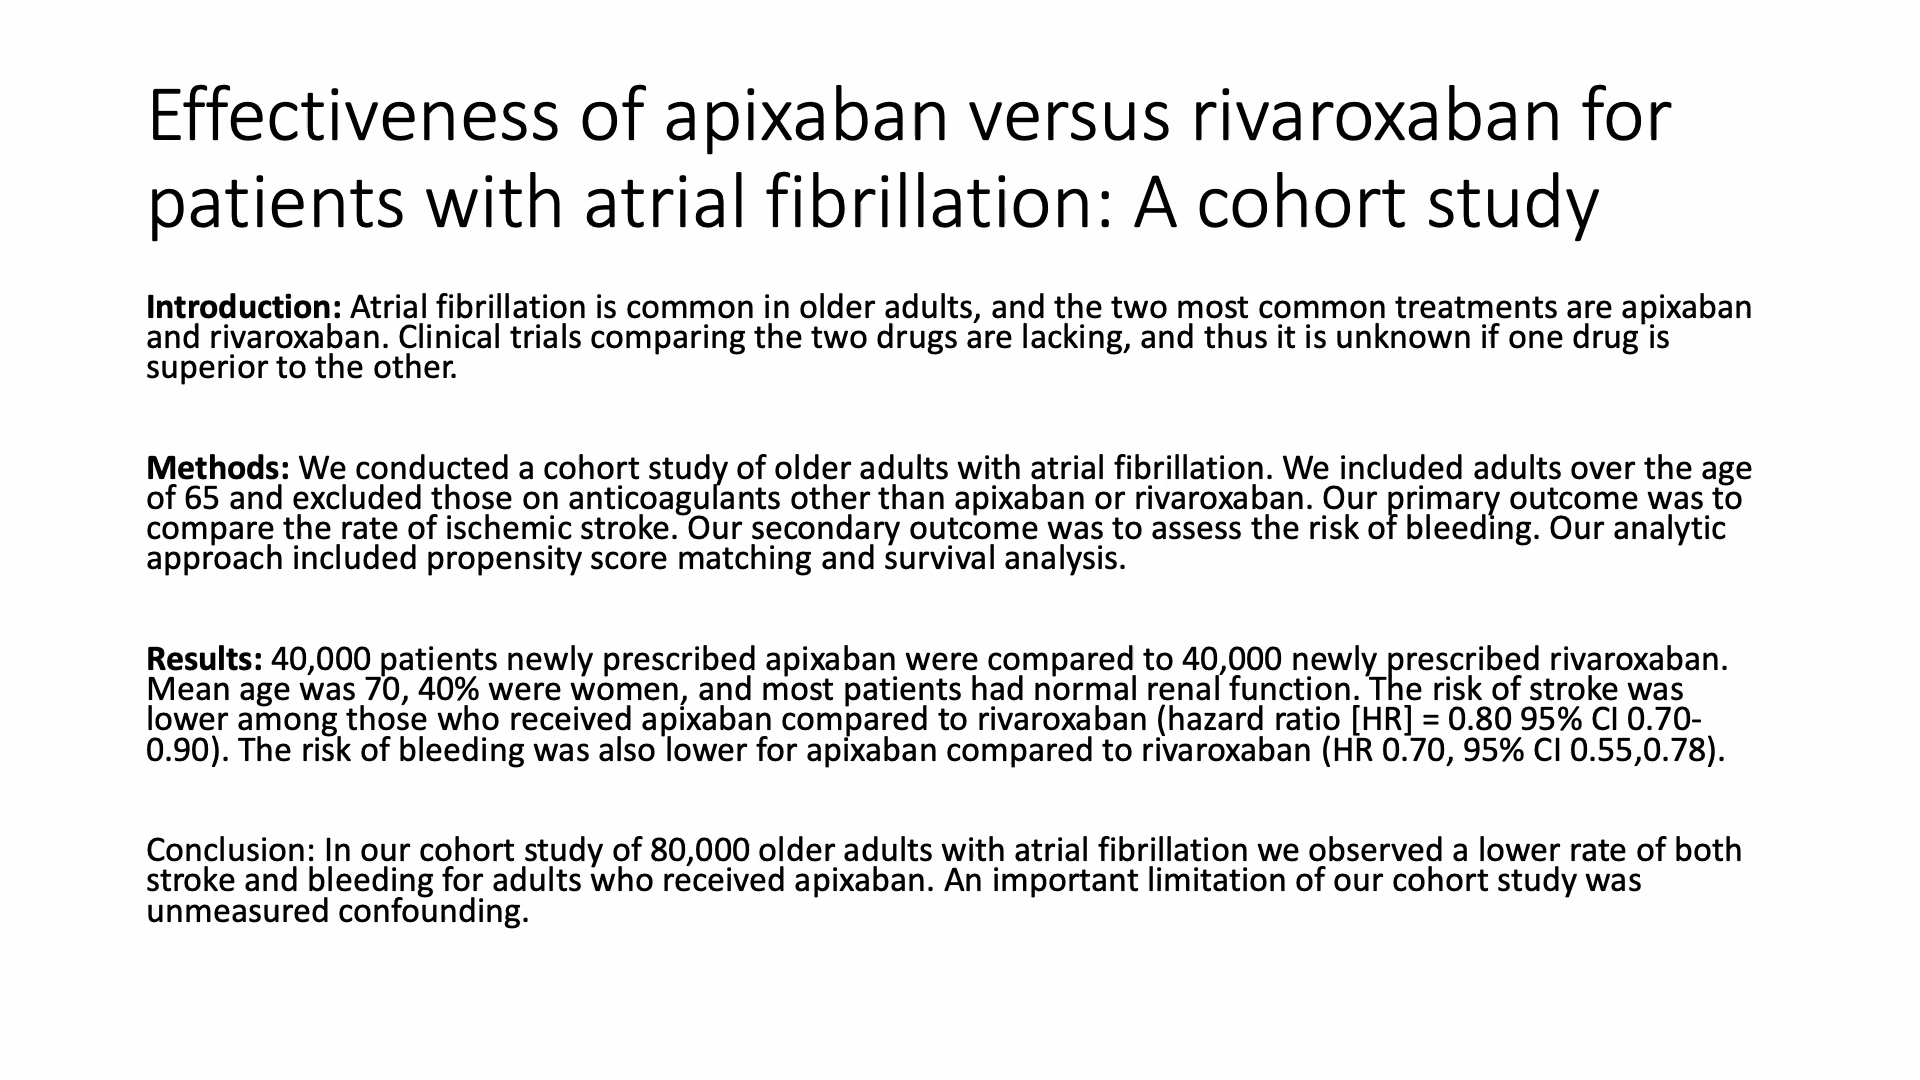 Effectiveness of apixaban versus rivaroxaban for
patients with atrial fibrillation: A cohort study
Introduction: Atrial fibrillation is common in older adults, and the two most common treatments are apixaban
and rivaroxaban. Clinical trials comparing the two drugs are lacking, and thus it is unknown if one drug is
superior to the other.
Methods: We conducted a cohort study of older adults with atrial fibrillation. We included adults over the age
of 65 and excluded those on anticoagulants other than apixaban or rivaroxaban. Our primary outcome was to
compare the rate of ischemic stroke. Our secondary outcome was to assess the risk of bleeding. Our analytic
approach included propensity score matching and survival analysis.
Results: 40,000 patients newly prescribed apixaban were compared to 40,000 newly prescribed rivaroxaban.
Mean age was 70, 40% were women, and most patients had normal renal function. The risk of stroke was
lower among those who received apixaban compared to rivaroxaban (hazard ratio [HR] = 0.80 95% CI 0.70-
0.90). The risk of bleeding was also lower for apixaban compared to rivaroxaban (HR 0.70, 95% CI 0.55,0.78).
Conclusion: In our cohort study of 80,000 older adults with atrial fibrillation we observed a lower rate of both
stroke and bleeding for adults who received apixaban. An important limitation of our cohort study was
unmeasured confounding.